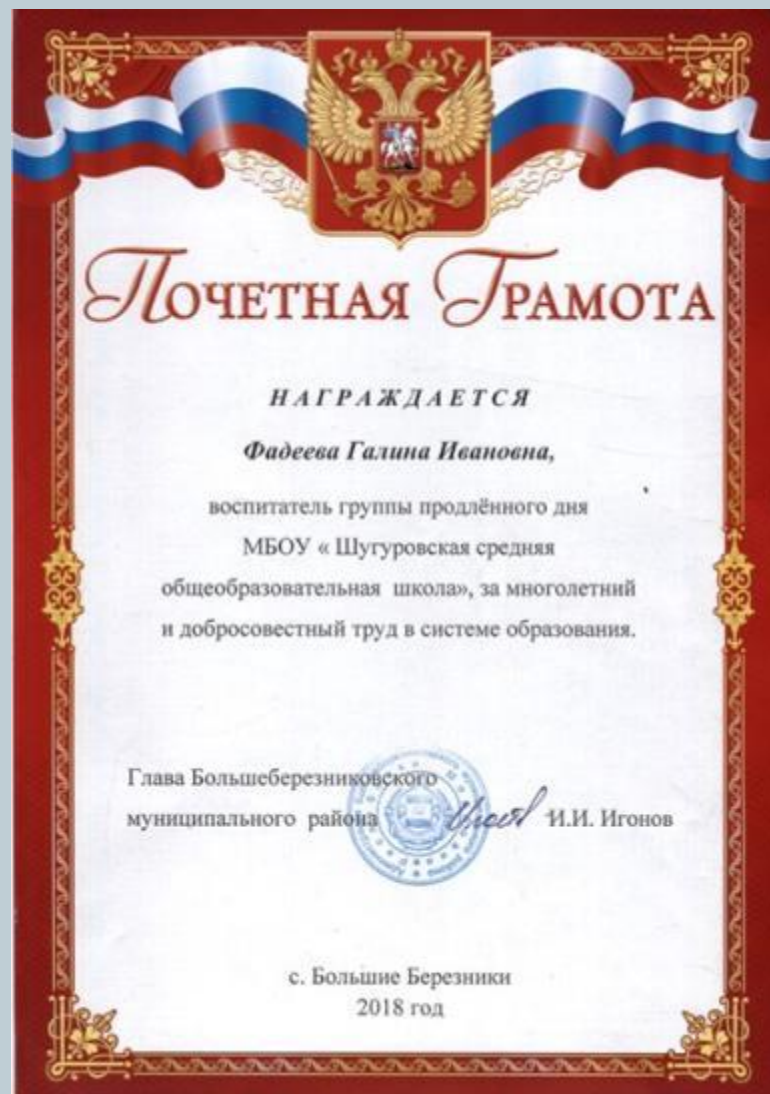 ПОЧЕТНАЯ ГРАМОТА
НАГРАЖДАЕТСЯ
Фадеева Галина Ивановна,
воспитатель группы продлённого дня
МБОУ « Шугуровская средняя
общеобразовательная школа», за многолетний
и добросовестный труд в системе образования.
Глава Большеберезниковского
муниципального района И.И. Игонов
с. Большие Березники
2018 год